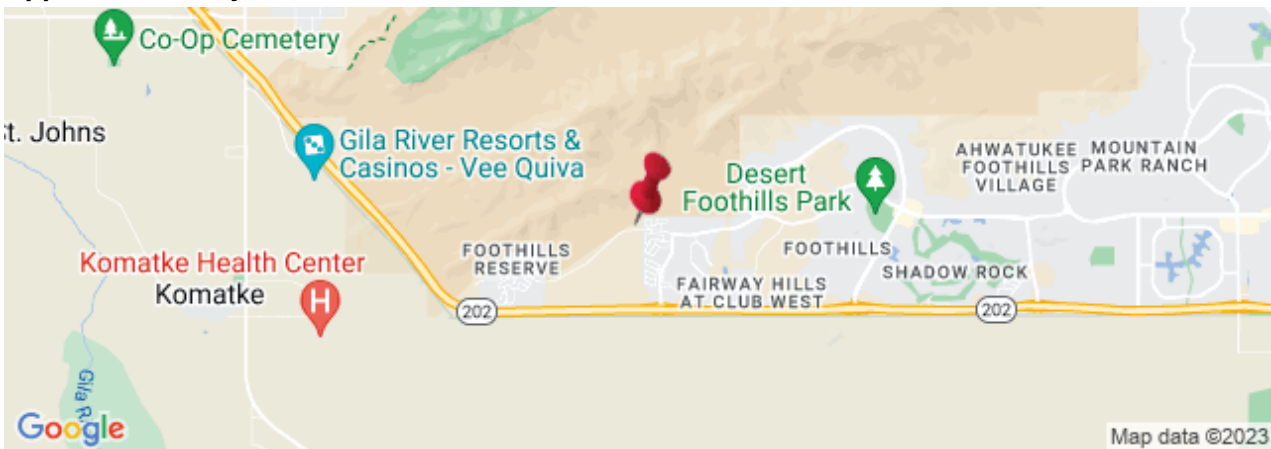 Co-Op Cemetery
St. Johns
Gila River Resorts &
Casinos - Vee Quiva
Desert
Foothills Park
AHWATUKEE
FOOTHILLS
VILLAGE
MOUNTAIN
PARK RANCH
FOOTHILLS
RESERVE
FOOTHILLS
SHADOW ROCK
Komatke Health Center
Komatke
H
FAIRWAY HILLS
AT CLUB WEST
202
202
Gila
Google
Map data ©2023